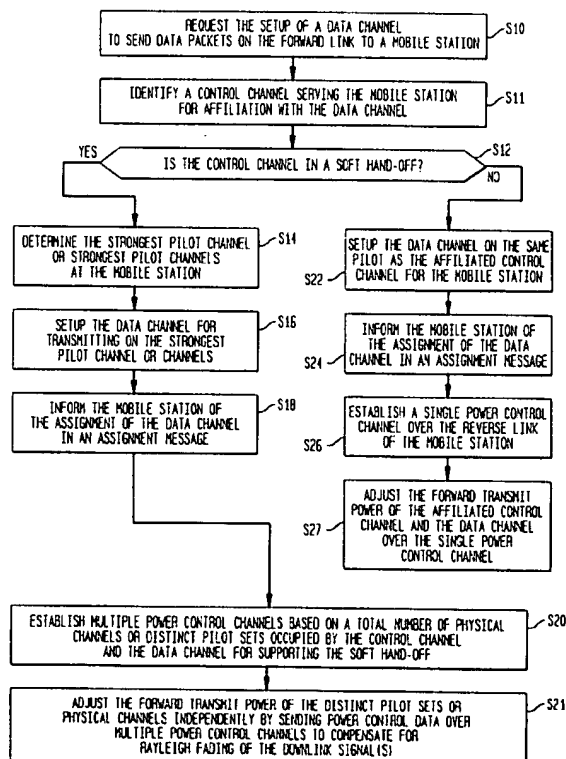 REQUEST THE SETUP OF A DATA CHANNEL
TO SEND DATA PACKETS ON THE FORWARD LINK TO A MOBILE STATION
S10
IDENTIFY A CONTROL CHANNEL SERVING THE MOBILE STATION
FOR AFFILIATION WITH THE DATA CHANNEL
S11
S12
YES
IS THE CONTROL CHANNEL IN A SOFT HAND-OFF?
NO
DETERMINE THE STRONGEST PILOT CHANNEL
OR STRONGEST PILOT CHANNELS
AT THE MOBILE STATION
S14
SETUP THE DATA CHANNEL FOR
TRANSMITTING ON THE STRONGEST
PILOT CHANNEL OR CHANNELS
S16
INFORM THE MOBILE STATION OF
THE ASSIGNMENT OF THE DATA CHANNEL
IN AN ASSIGNMENT MESSAGE
S18
SETUP THE DATA CHANNEL ON THE SAME
PILOT AS THE AFFILIATED CONTROL
CHANNEL FOR THE MOBILE STATION
S22
INFORM THE MOBILE STATION OF
THE ASSIGNMENT OF THE DATA
CHANNEL IN AN ASSIGNMENT MESSAGE
S24
ESTABLISH A SINGLE POWER CONTROL
CHANNEL OVER THE REVERSE LINK
OF THE MOBILE STATION
S26
ADJUST THE FORWARD TRANSMIT
POWER OF THE AFFILIATED CONTROL
CHANNEL AND THE DATA CHANNEL
OVER THE SINGLE POWER
CONTROL CHANNEL
S27
ESTABLISH MULTIPLE POWER CONTROL CHANNELS BASED ON A TOTAL NUMBER OF PHYSICAL
CHANNELS OR DISTINCT PILOT SETS OCCUPIED BY THE CONTROL CHANNEL
AND THE DATA CHANNEL FOR SUPPORTING THE SOFT HAND-OFF
S20
ADJUST THE FORWARD TRANSMIT POWER OF THE DISTINCT PILOT SETS OR
PHYSICAL CHANNELS INDEPENDENTLY BY SENDING POWER CONTROL DATA OVER
MULTIPLE POWER CONTROL CHANNELS TO COMPENSATE FOR
RAYLEIGH FADING OF THE DOWNLINK SIGNAL(S)
S21